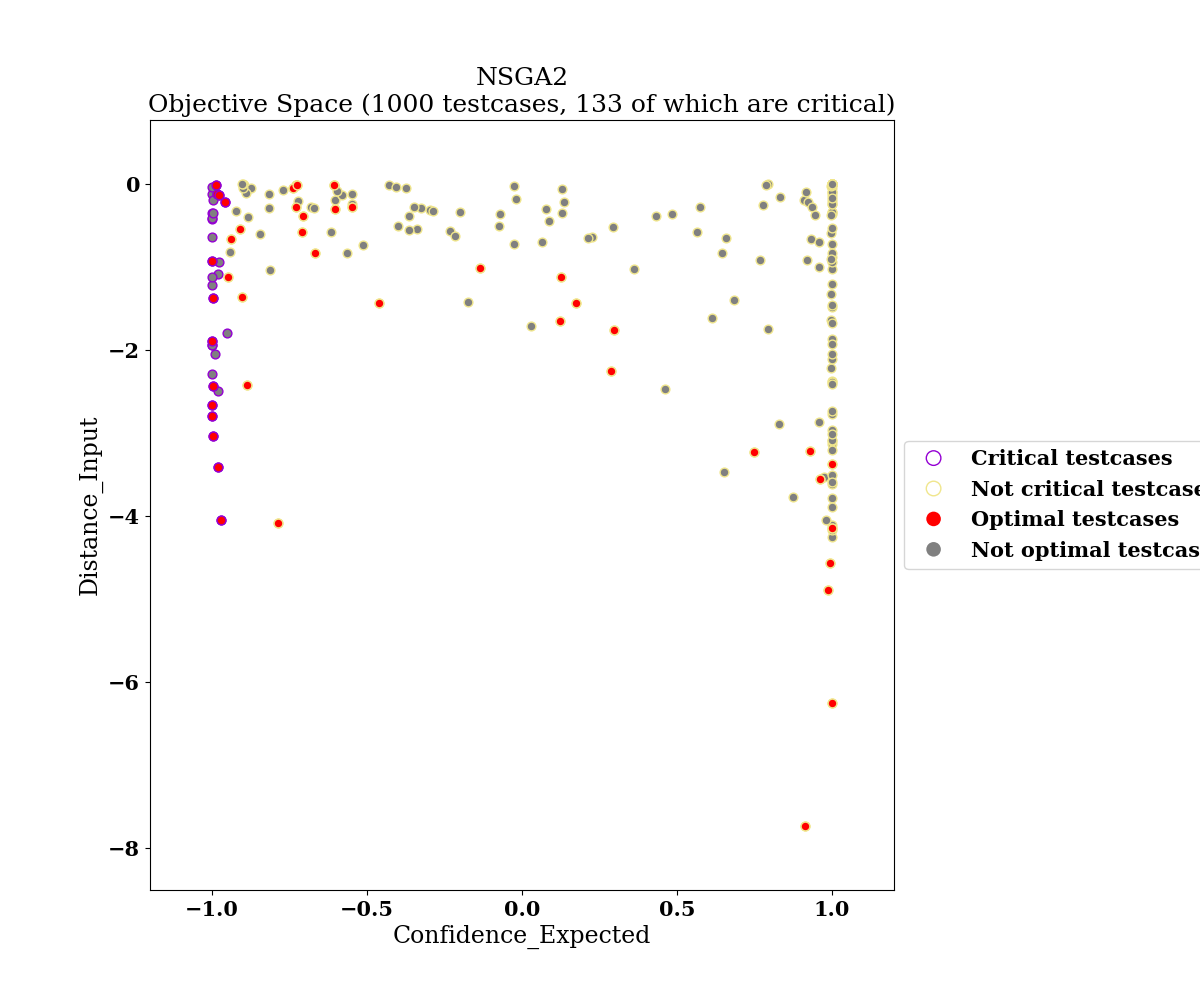 NSGA2
Objective Space (1000 testcases, 133 of which are critical)
0
−2
−4
−6
−8
Distance_Input
−1.0
−0.5
0.0
0.5
1.0
Confidence_Expected
Critical testcases
Not critical testcase
Optimal testcases
Not optimal testcas